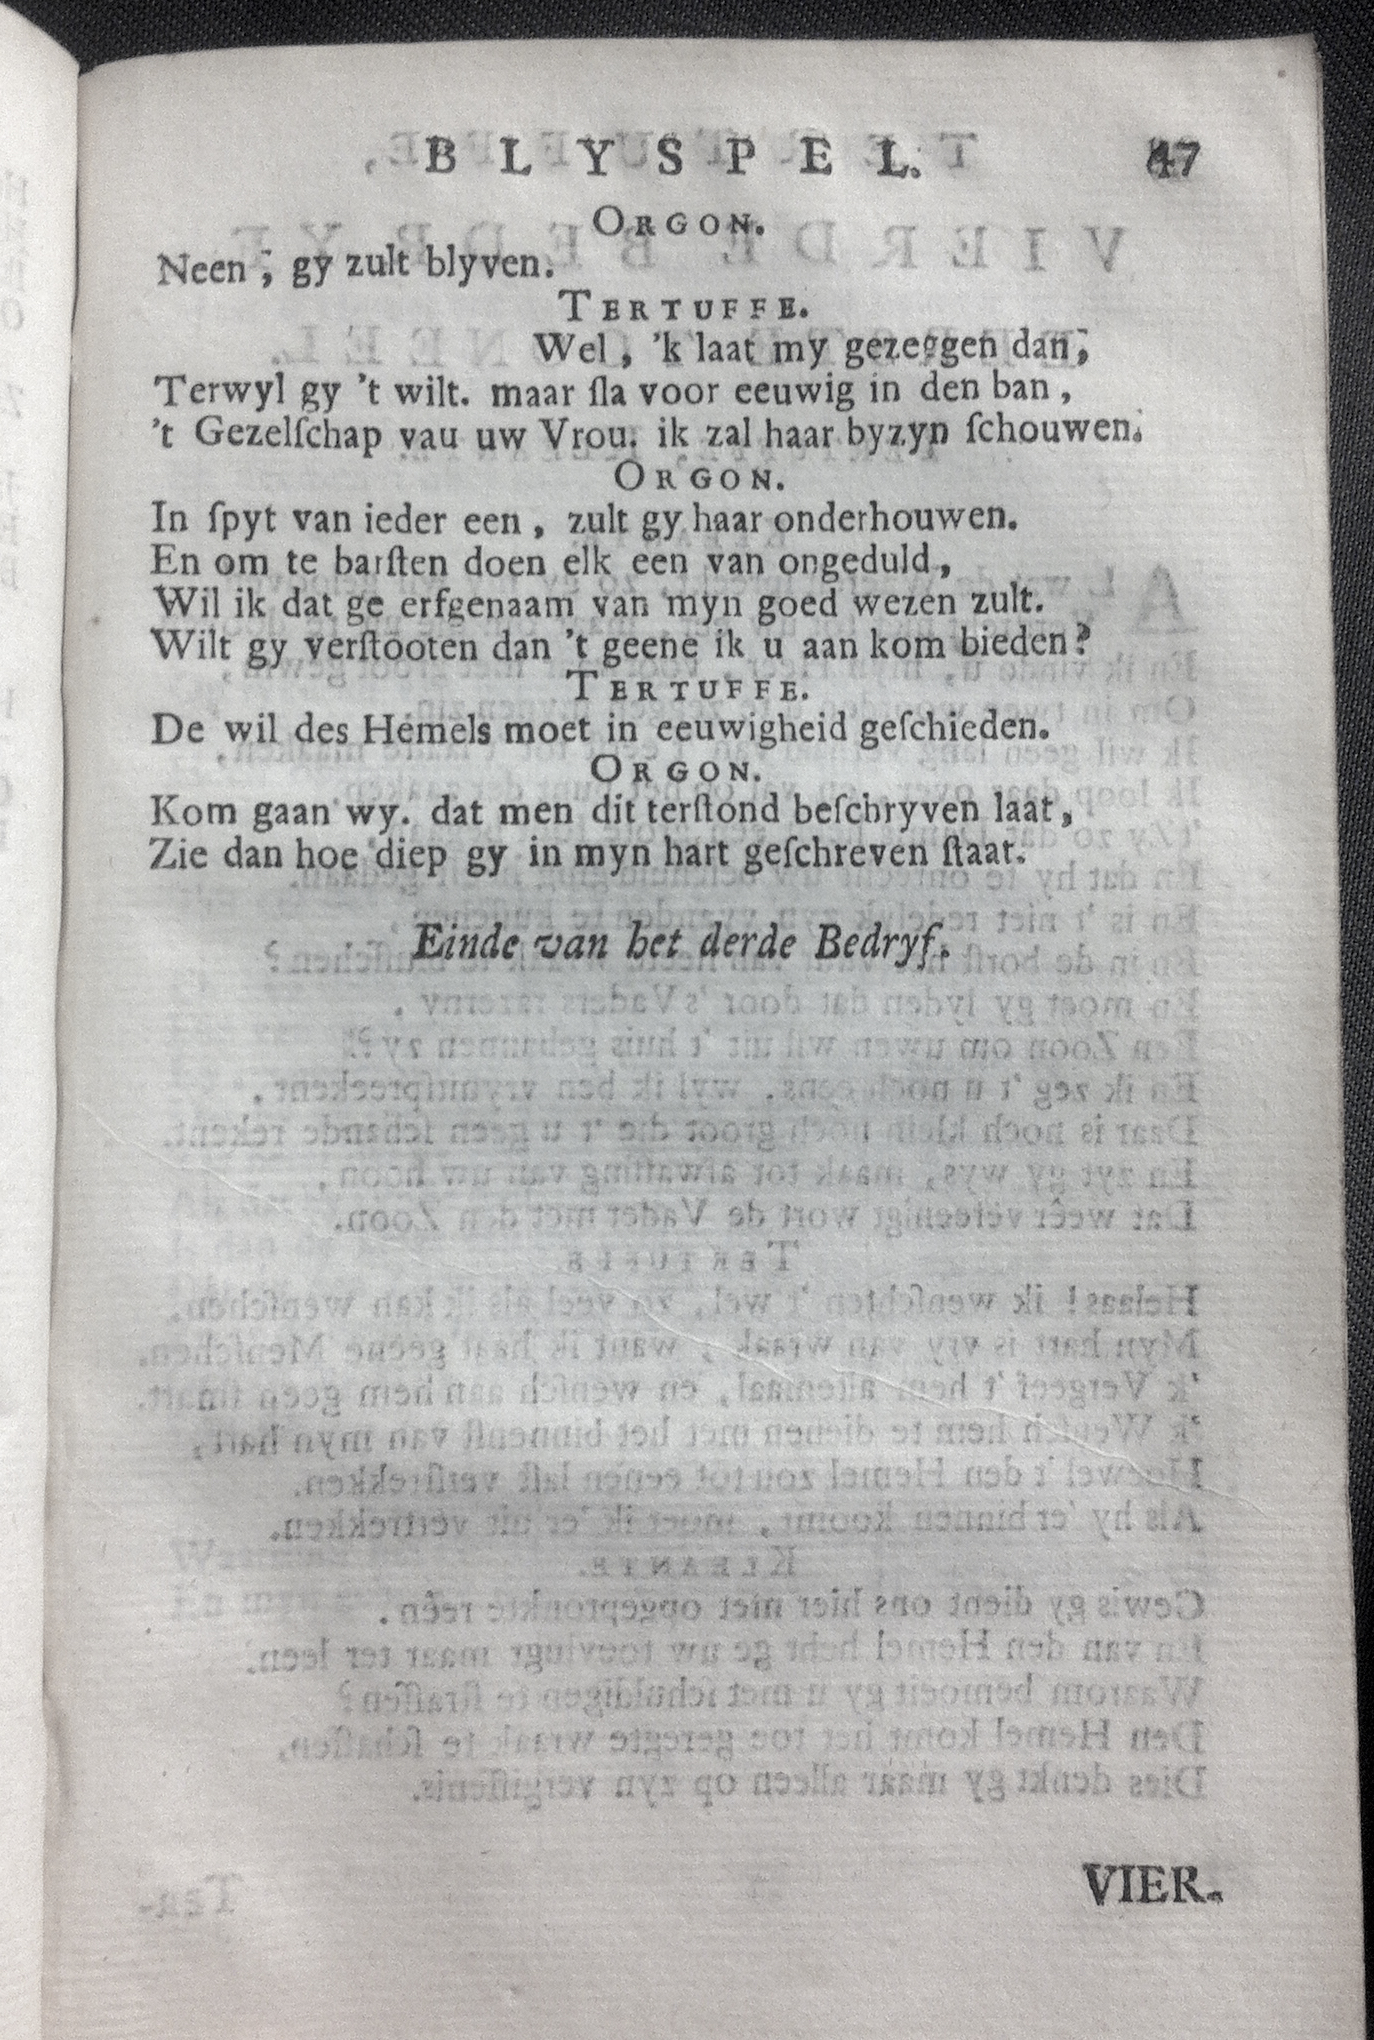 BLYSPEL. 47
ORGON.
Neen, gy zult blyven.
TERTUFFE.
Wel, 'k laat my gezeggen dan,
Terwyl gy 't wilt. maar ſla voor eeuwig in den ban,
't Gezelſchap vau uw Vrou. ik zal haar byzyn ſchouwen.
ORGON.
In ſpyt van ieder een, zult gy haar onderhouwen.
En om te barſten doen elk een van ongeduld,
Wil ik dat ge erfgenaam van myn goed wezen zult.
Wilt gy verſtooten dan 't geene ik u aan kom bieden?
TERTUFFE.
De wil des Hemels moet in eeuwigheid geſchieden.
ORGON.
Kom gaan wy. dat men dit terſtond beſchryven laat,
Zie dan hoe diep gy in myn hart geſchreven ſtaat.
Einde van het derde Bedryf.
VIER-